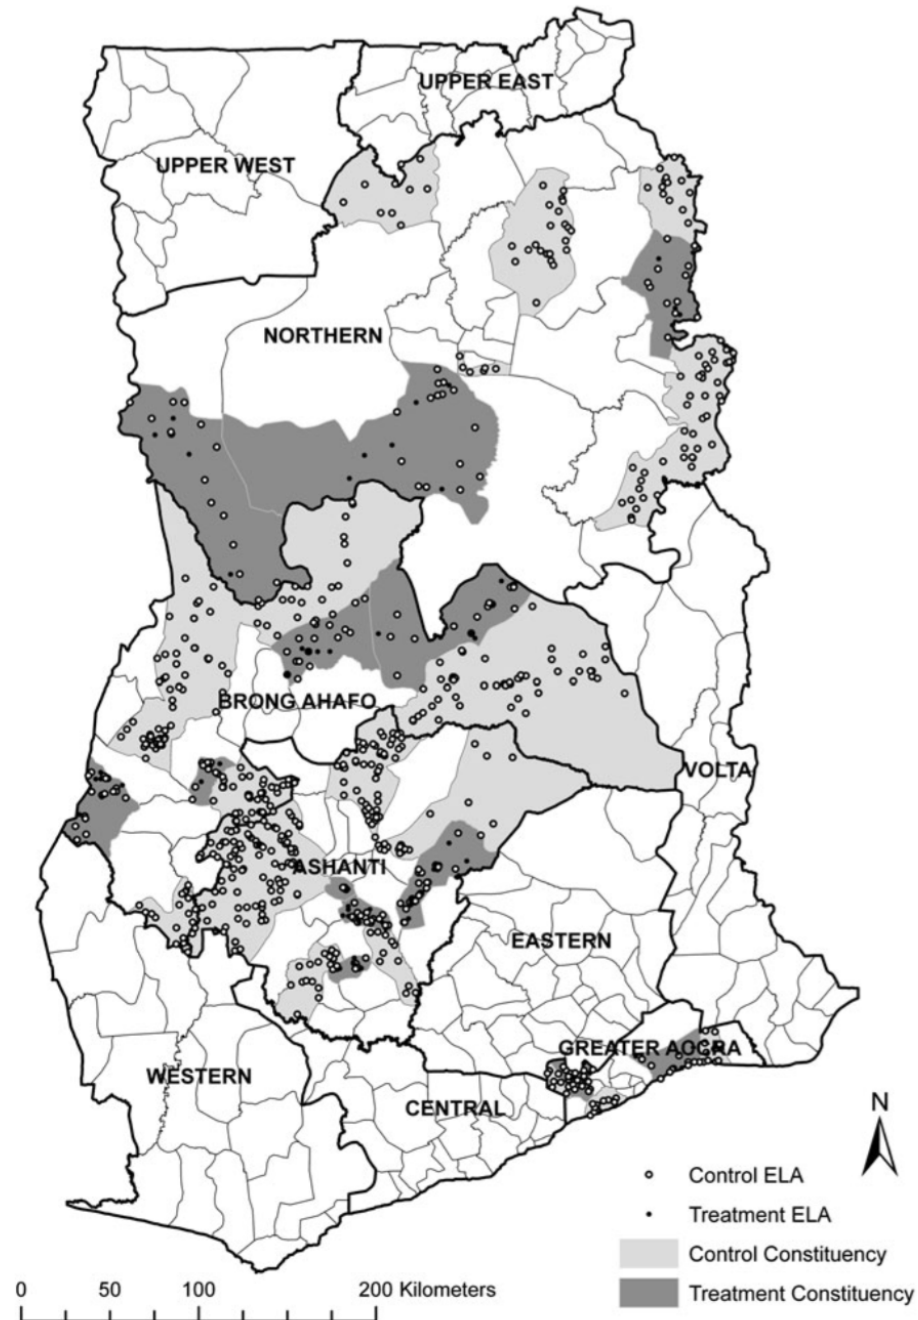 UPPER EAST
UPPER WEST
NORTHERN
BRONG AHAFO
VOLTA
ASHANTI
EASTERN
GREATER ACCRA
WESTERN
CENTRAL
N
Control ELA
Treatment ELA
Control Constituency
Treatment Constituency
0 50 100 200 Kilometers